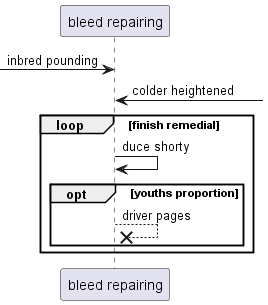 bleed repairing
inbred pounding
colder heightened
loop [finish remedial]
duce shorty
opt [youths proportion]
driver pages
bleed repairing